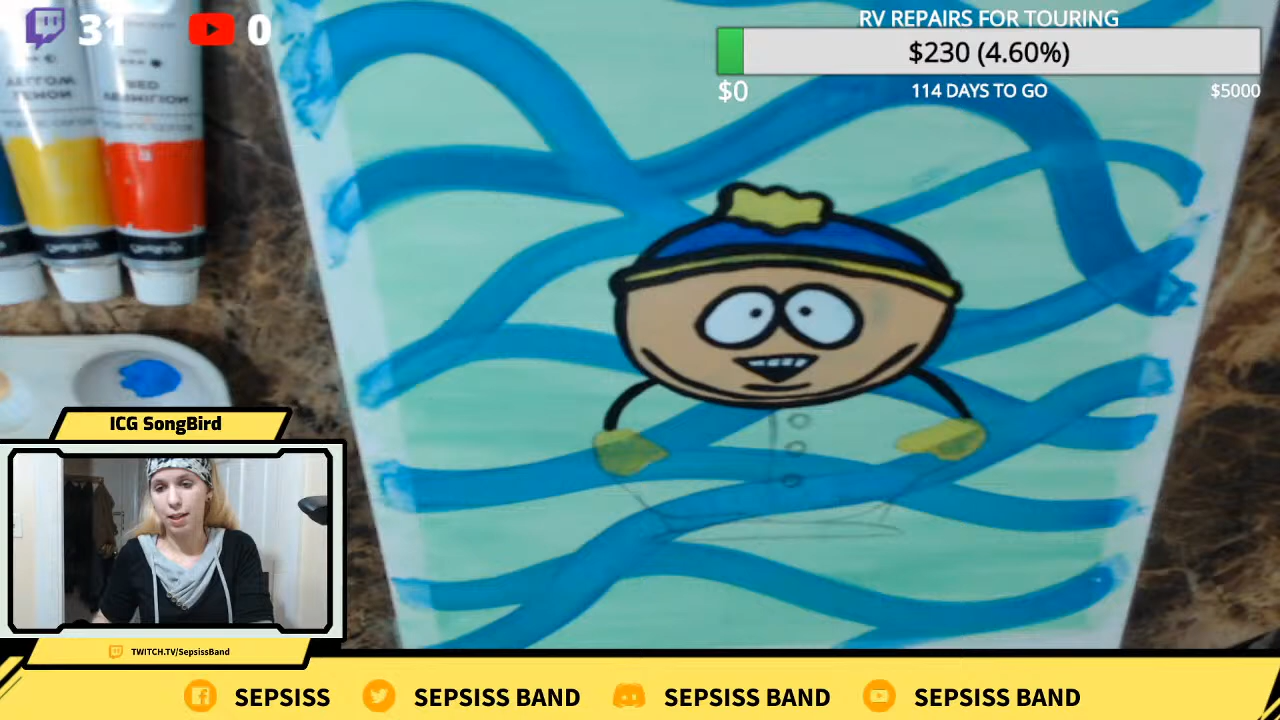 31
0
RV REPAIRS FOR TOURING
$230 (4.60%)
$0
114 DAYS TO GO
$5000
ICG SongBird
TWITCH.TV/SepsissBand
SEPSISS
SEPSISS BAND
SEPSISS BAND
SEPSISS BAND